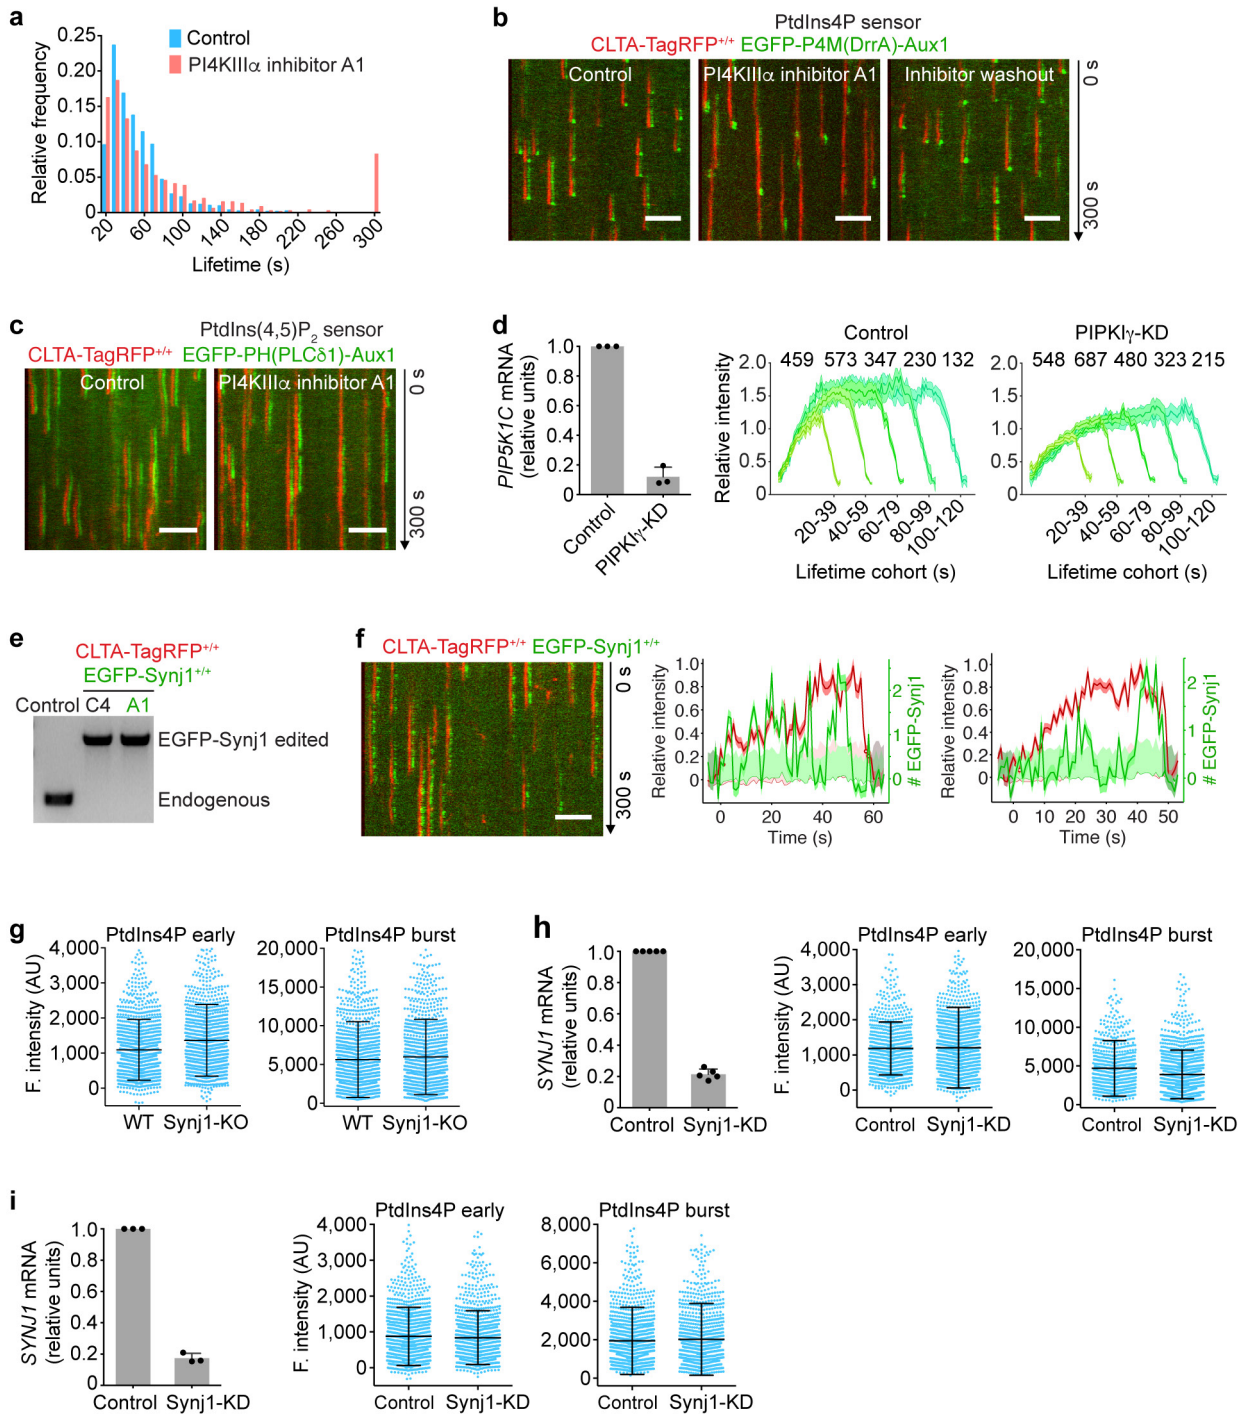 a
Control
PI4KIIIα inhibitor A1
Relative frequency
0.25
0.20
0.15
0.10
0.05
0
20 60 100 140 180 220 260 300
Lifetime (s)
b
PtdIns4P sensor
CLTA-TagRFP+/+ EGFP-P4M(DrrA)-Aux1
Control PI4KIIIα inhibitor A1 Inhibitor washout
0 s
300 s
c
PtdIns(4,5)P2 sensor
CLTA-TagRFP+/+ EGFP-PH(PLCδ1)-Aux1
Control PI4KIIIα inhibitor A1
0 s
300 s
d
PIP5K1C mRNA
(relative units)
1.0
0.8
0.6
0.4
0.2
0
Control PIPKIγ-KD
Control
Relative intensity
2.0
1.5
1.0
0.5
0
459 573 347 230 132
20-39 40-59 60-79 80-99 100-120
Lifetime cohort (s)
PIPKIγ-KD
2.0
1.5
1.0
0.5
0
548 687 480 323 215
20-39 40-59 60-79 80-99 100-120
Lifetime cohort (s)
e
CLTA-TagRFP+/+
EGFP-Synj1+/+
Control C4 A1
EGFP-Synj1 edited
Endogenous
f
CLTA-TagRFP+/+ EGFP-Synj1+/+
0 s
300 s
Relative intensity
1.0
0.8
0.6
0.4
0.2
0
0 20 40 60
Time (s)
2
1
0
# EGFP-Synj1
Relative intensity
1.0
0.8
0.6
0.4
0.2
0
0 10 20 30 40 50
Time (s)
2
1
0
# EGFP-Synj1
g
PtdIns4P early
F. intensity (AU)
4,000
3,000
2,000
1,000
0
WT Synj1-KO
PtdIns4P burst
20,000
15,000
10,000
5,000
0
WT Synj1-KO
h
SYNJ1 mRNA
(relative units)
1.0
0.8
0.6
0.4
0.2
0
Control Synj1-KD
PtdIns4P early
F. intensity (AU)
4,000
3,000
2,000
1,000
0
Control Synj1-KD
PtdIns4P burst
20,000
15,000
10,000
5,000
0
Control Synj1-KD
i
SYNJ1 mRNA
(relative units)
1.0
0.8
0.6
0.4
0.2
0
Control Synj1-KD
PtdIns4P early
F. intensity (AU)
4,000
3,000
2,000
1,000
0
Control Synj1-KD
PtdIns4P burst
8,000
6,000
4,000
2,000
0
Control Synj1-KD